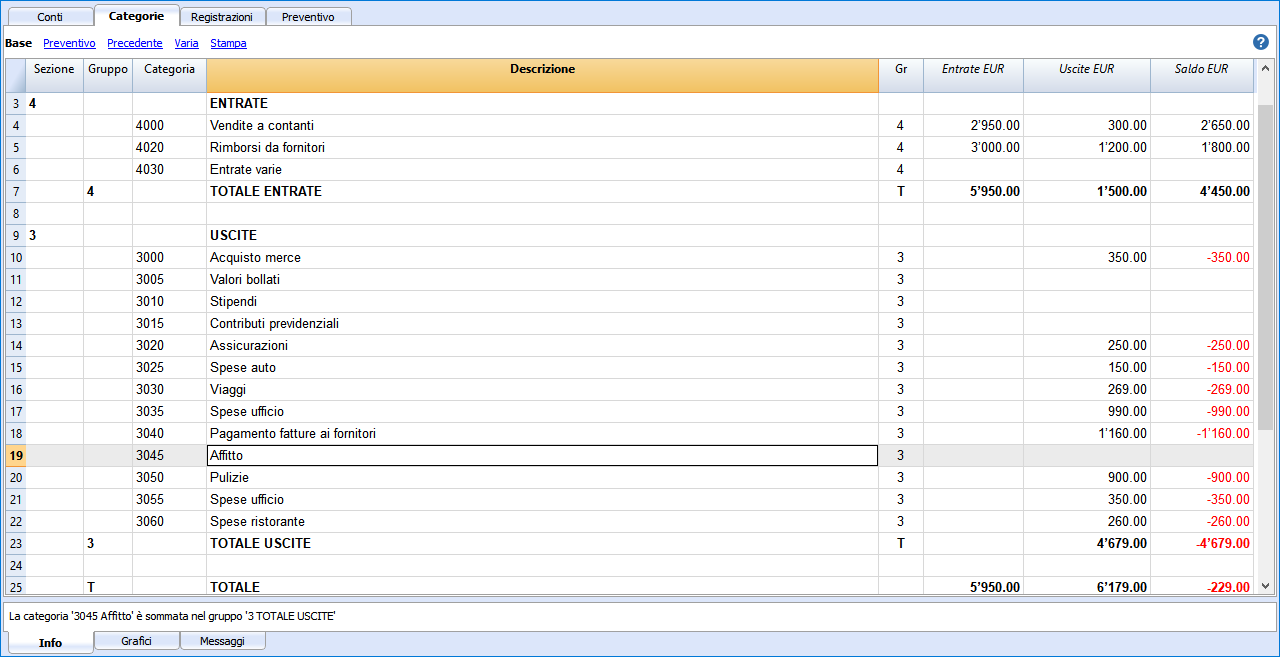 Conti Categorie Registrazioni Preventivo
Base Preventivo Precedente Varia Stampa ?
Sezione Gruppo Categoria Descrizione Gr Entrate EUR Uscite EUR Saldo EUR
3 4 ENTRATE
4 4000 Vendite a contanti 4 2'950.00 300.00 2'650.00
5 4020 Rimborsi da fornitori 4 3'000.00 1'200.00 1'800.00
6 4030 Entrate varie 4
7 4 TOTALE ENTRATE T 5'950.00 1'500.00 4'450.00
8
9 3 USCITE
10 3000 Acquisto merce 3 350.00 -350.00
11 3005 Valori bollati 3
12 3010 Stipendi 3
13 3015 Contributi previdenziali 3
14 3020 Assicurazioni 3 250.00 -250.00
15 3025 Spese auto 3 150.00 -150.00
16 3030 Viaggi 3 269.00 -269.00
17 3035 Spese ufficio 3 990.00 -990.00
18 3040 Pagamento fatture ai fornitori 3 1'160.00 -1'160.00
19 3045 Affitto 3
20 3050 Pulizie 3 900.00 -900.00
21 3055 Spese ufficio 3 350.00 -350.00
22 3060 Spese ristorante 3 260.00 -260.00
23 3 TOTALE USCITE T 4'679.00 -4'679.00
24
25 T TOTALE 5'950.00 6'179.00 -229.00
La categoria '3045 Affitto' è sommata nel gruppo '3 TOTALE USCITE'
Info Grafici Messaggi